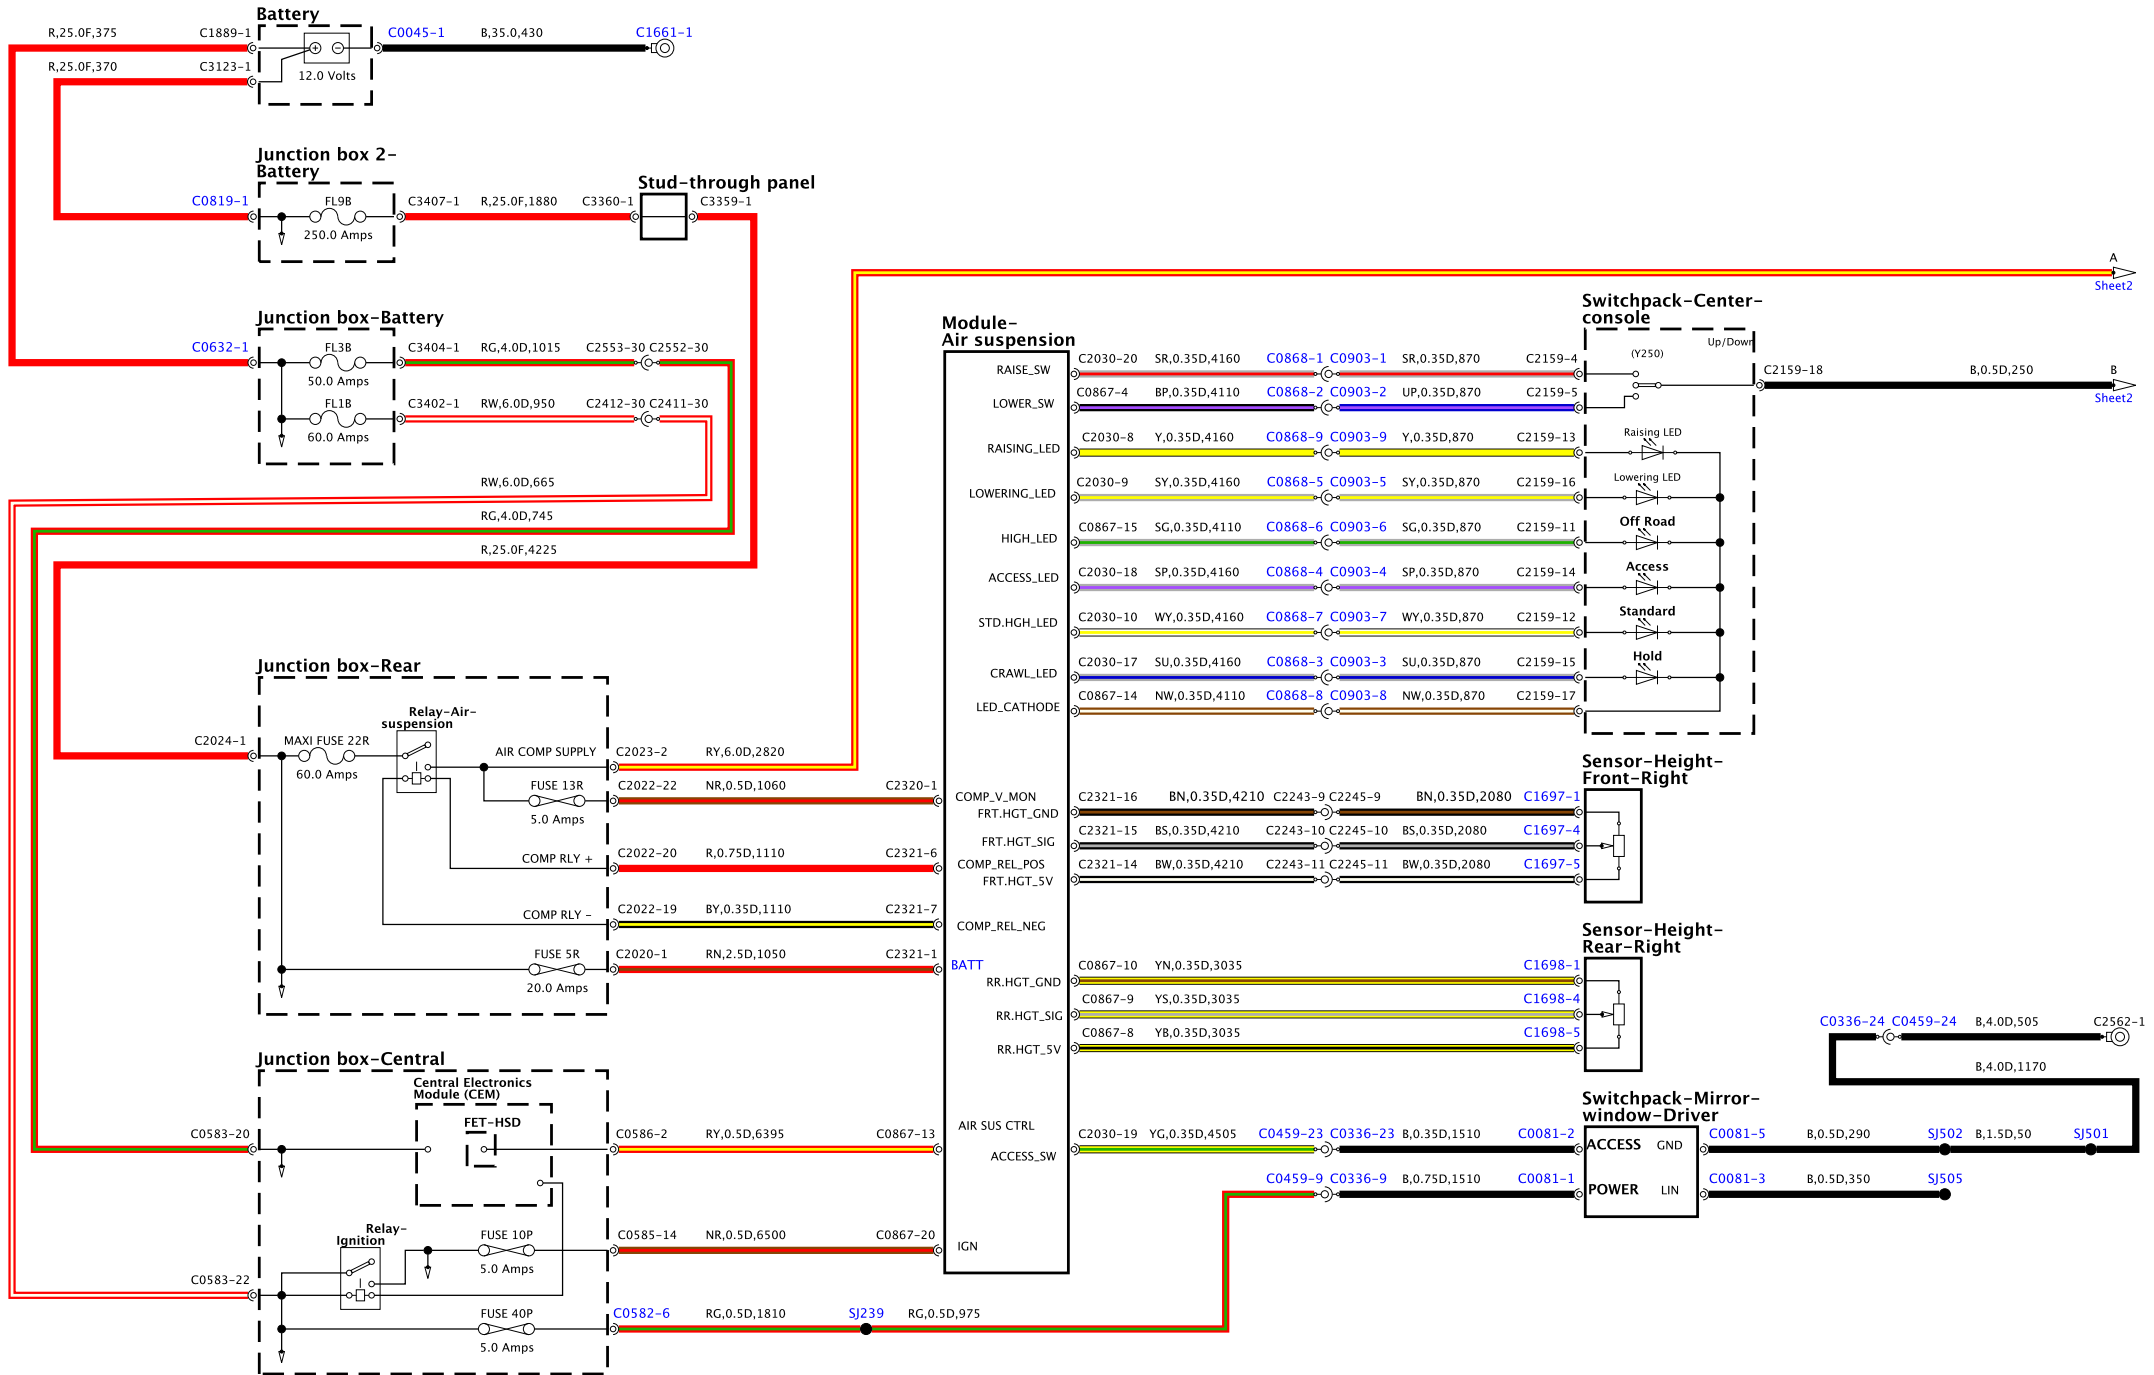 Battery
R,25.0F,375
C1889-1
C0045-1
B,35.0,430
C1661-1
R,25.0F,370
C3123-1
12.0 Volts
Junction box 2-
Battery
C0819-1
FL9B
250.0 Amps
C3407-1
R,25.0F,1880
C3360-1
Stud-through panel
C3359-1
A
Sheet2
Junction box-Battery
C0632-1
FL3B
50.0 Amps
C3404-1
RG,4.0D,1015
C2553-30
C2552-30
FL1B
60.0 Amps
C3402-1
RW,6.0D,950
C2412-30
C2411-30
RW,6.0D,665
RG,4.0D,745
R,25.0F,4225
Module-
Air suspension
Switchpack-Center-
console
RAISE_SW
C2030-20
SR,0.35D,4160
C0868-1
C0903-1
SR,0.35D,870
C2159-4
(Y250)
Up/Down
C2159-18
B,0.5D,250
B
Sheet2
LOWER_SW
C0867-4
BP,0.35D,4110
C0868-2
C0903-2
UP,0.35D,870
C2159-5
RAISING_LED
C2030-8
Y,0.35D,4160
C0868-9
C0903-9
Y,0.35D,870
C2159-13
Raising LED
LOWERING_LED
C2030-9
SY,0.35D,4160
C0868-5
C0903-5
SY,0.35D,870
C2159-16
Lowering LED
HIGH_LED
C0867-15
SG,0.35D,4110
C0868-6
C0903-6
SG,0.35D,870
C2159-11
Off Road
ACCESS_LED
C2030-18
SP,0.35D,4160
C0868-4
C0903-4
SP,0.35D,870
C2159-14
Access
STD.HGH_LED
C2030-10
WY,0.35D,4160
C0868-7
C0903-7
WY,0.35D,870
C2159-12
Standard
CRAWL_LED
C2030-17
SU,0.35D,4160
C0868-3
C0903-3
SU,0.35D,870
C2159-15
Hold
LED_CATHODE
C0867-14
NW,0.35D,4110
C0868-8
C0903-8
NW,0.35D,870
C2159-17
Junction box-Rear
Relay-Air-
suspension
C2024-1
MAXI FUSE 22R
60.0 Amps
AIR COMP SUPPLY
C2023-2
RY,6.0D,2820
FUSE 13R
5.0 Amps
C2022-22
NR,0.5D,1060
C2320-1
COMP_V_MON
COMP RLY +
C2022-20
R,0.75D,1110
C2321-6
COMP_REL_POS
COMP RLY -
C2022-19
BY,0.35D,1110
C2321-7
COMP_REL_NEG
FUSE 5R
20.0 Amps
C2020-1
RN,2.5D,1050
C2321-1
BATT
Sensor-Height-
Front-Right
FRT.HGT_GND
C2321-16
BN,0.35D,4210
C2243-9
C2245-9
BN,0.35D,2080
C1697-1
FRT.HGT_SIG
C2321-15
BS,0.35D,4210
C2243-10
C2245-10
BS,0.35D,2080
C1697-4
FRT.HGT_5V
C2321-14
BW,0.35D,4210
C2243-11
C2245-11
BW,0.35D,2080
C1697-5
Sensor-Height-
Rear-Right
RR.HGT_GND
C0867-10
YN,0.35D,3035
C1698-1
RR.HGT_SIG
C0867-9
YS,0.35D,3035
C1698-4
RR.HGT_5V
C0867-8
YB,0.35D,3035
C1698-5
C0336-24
C0459-24
B,4.0D,505
C2562-1
B,4.0D,1170
Junction box-Central
Central Electronics
Module (CEM)
FET-HSD
C0583-20
C0586-2
RY,0.5D,6395
C0867-13
AIR SUS CTRL
ACCESS_SW
C2030-19
YG,0.35D,4505
C0459-23
C0336-23
B,0.35D,1510
C0081-2
Switchpack-Mirror-
window-Driver
ACCESS
GND
C0081-5
B,0.5D,290
SJ502
B,1.5D,50
SJ501
C0459-9
C0336-9
B,0.75D,1510
C0081-1
POWER
LIN
C0081-3
B,0.5D,350
SJ505
Relay-
Ignition
C0583-22
FUSE 10P
5.0 Amps
C0585-14
NR,0.5D,6500
C0867-20
IGN
FUSE 40P
5.0 Amps
C0582-6
RG,0.5D,1810
SJ239
RG,0.5D,975